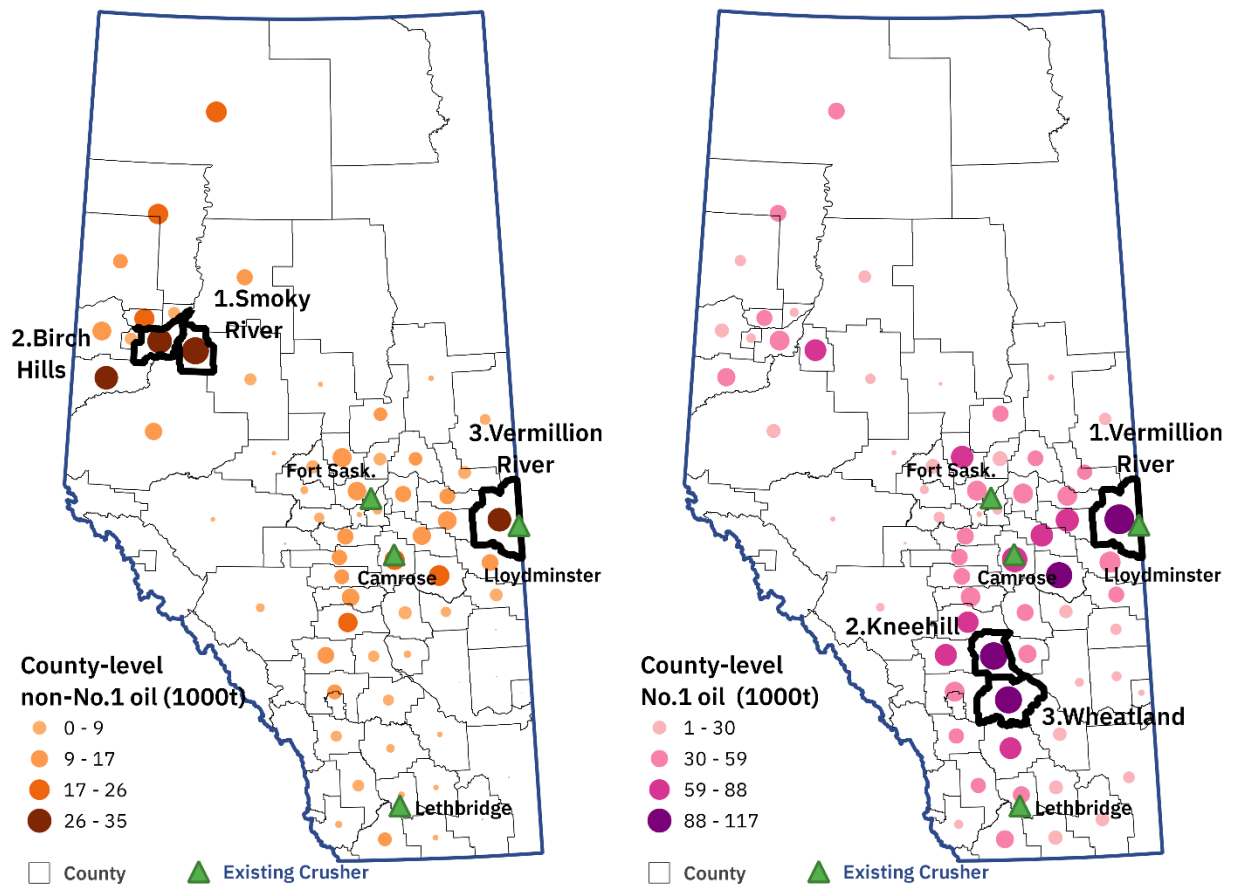 1.Smoky
River
2.Birch
Hills
3.Vermillion
River
Fort Sask.
Camrose
Lloydminster
County-level
non-No.1 oil (1000t)
0 - 9
9 - 17
17 - 26
26 - 35
Lethbridge
County
Existing Crusher
1.Vermillion
River
Fort Sask.
Camrose
Lloydminster
2.Kneehill
County-level
No.1 oil (1000t)
3.Wheatland
1 - 30
30 - 59
59 - 88
88 - 117
Lethbridge
County
Existing Crusher